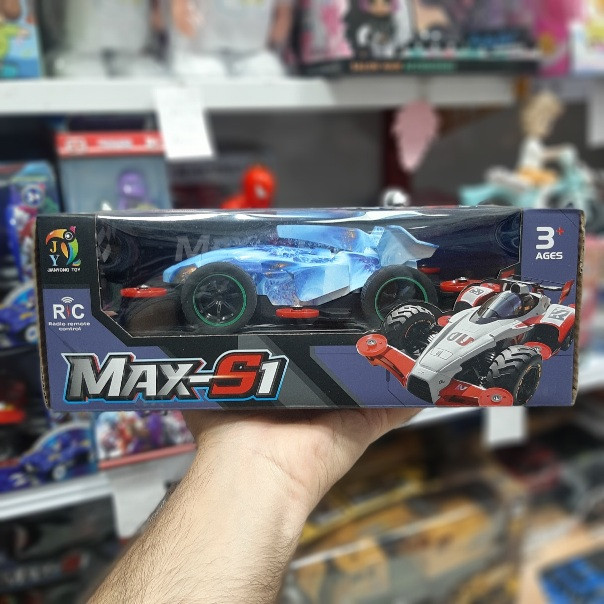 JY
JIANYONG TOY
R/C
Radio remote
control
MAX-S1
3+
AGES